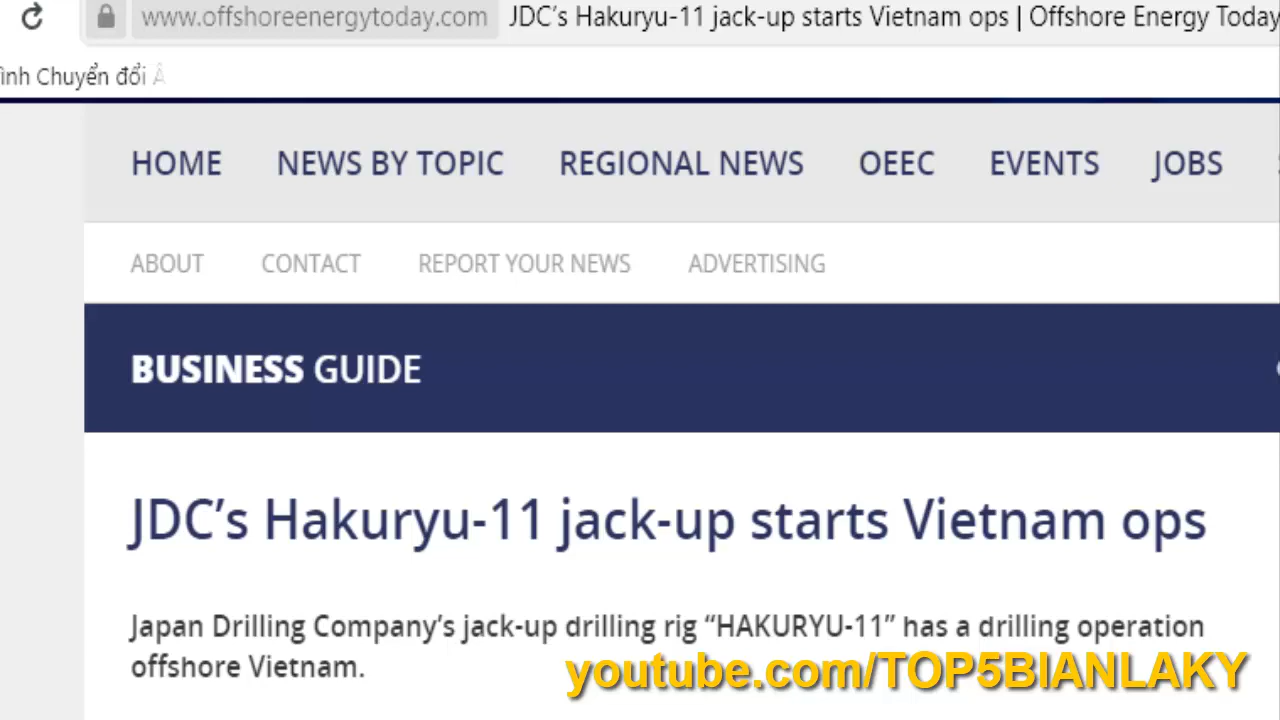 www.offshoreenergytoday.com JDC's Hakuryu-11 jack-up starts Vietnam ops | Offshore Energy Today
ình Chuyển đổi Â
HOME NEWS BY TOPIC REGIONAL NEWS OEEC EVENTS JOBS
ABOUT CONTACT REPORT YOUR NEWS ADVERTISING
BUSINESS GUIDE
JDC’s Hakuryu-11 jack-up starts Vietnam ops
Japan Drilling Company’s jack-up drilling rig “HAKURYU-11” has a drilling operation
offshore Vietnam.
youtube.com/TOP5BIANLAKY